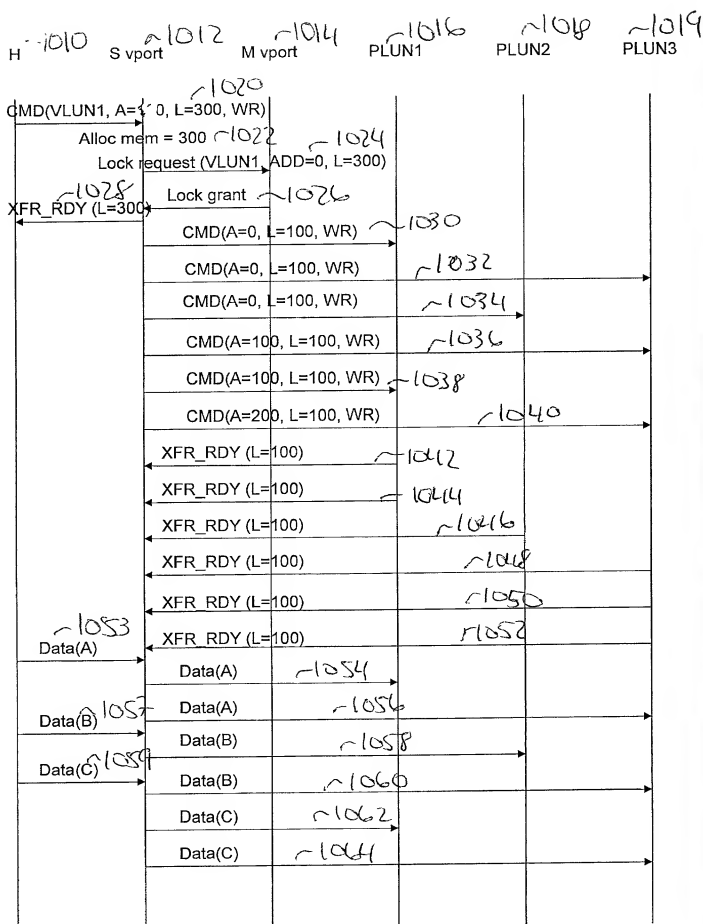 H ~1010 S vport ~1012 M vport ~1014 PLUN1 ~1016 PLUN2 ~1018 PLUN3 ~1019
~1020
CMD(VLUN1, A={ 0, L=300, WR)
Alloc mem = 300 ~1022
~1024
Lock request (VLUN1, ADD=0, L=300)
~1028
Lock grant ~1026
XFR_RDY (L=300)
CMD(A=0, L=100, WR) ~1030
CMD(A=0, L=100, WR) ~1032
CMD(A=0, L=100, WR) ~1034
CMD(A=100, L=100, WR) ~1036
CMD(A=100, L=100, WR) ~1038
CMD(A=200, L=100, WR) ~1040
XFR_RDY (L=100) ~1042
XFR_RDY (L=100) ~1044
XFR_RDY (L=100) ~1046
XFR_RDY (L=100) ~1048
XFR_RDY (L=100) ~1050
~1053
XFR_RDY (L=100) ~1052
Data(A)
Data(A) ~1054
Data(A) ~1056
Data(B) ~1057
Data(B) ~1058
Data(C) ~1059
Data(B) ~1060
Data(C) ~1062
Data(C) ~1064